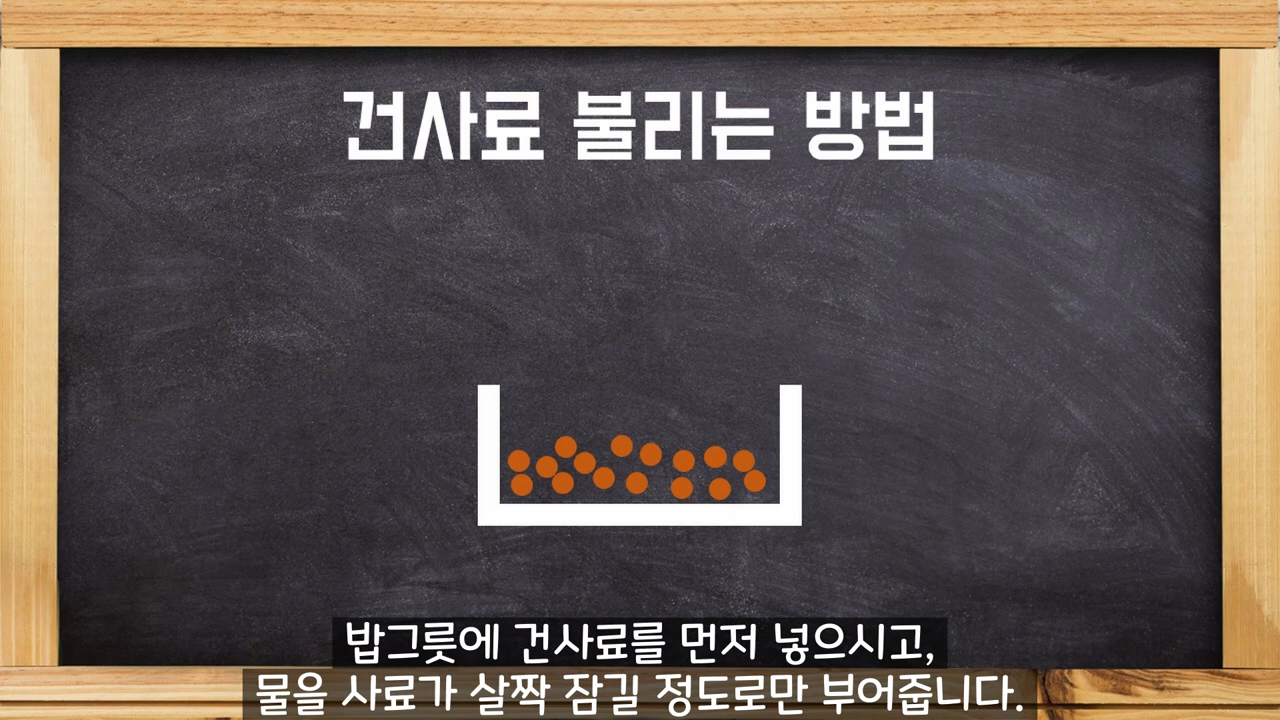 건사료 불리는 방법
밥그릇에 건사료를 먼저 넣으시고,
물을 사료가 살짝 잠길 정도로만 부어줍니다.